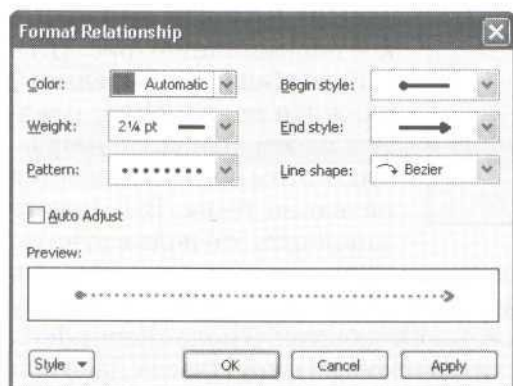 Format Relationship
Color: Automatic Begin style:
Weight: 2¼ pt End style:
Pattern: Line shape: Bezier
Auto Adjust
Preview:
Style OK Cancel Apply